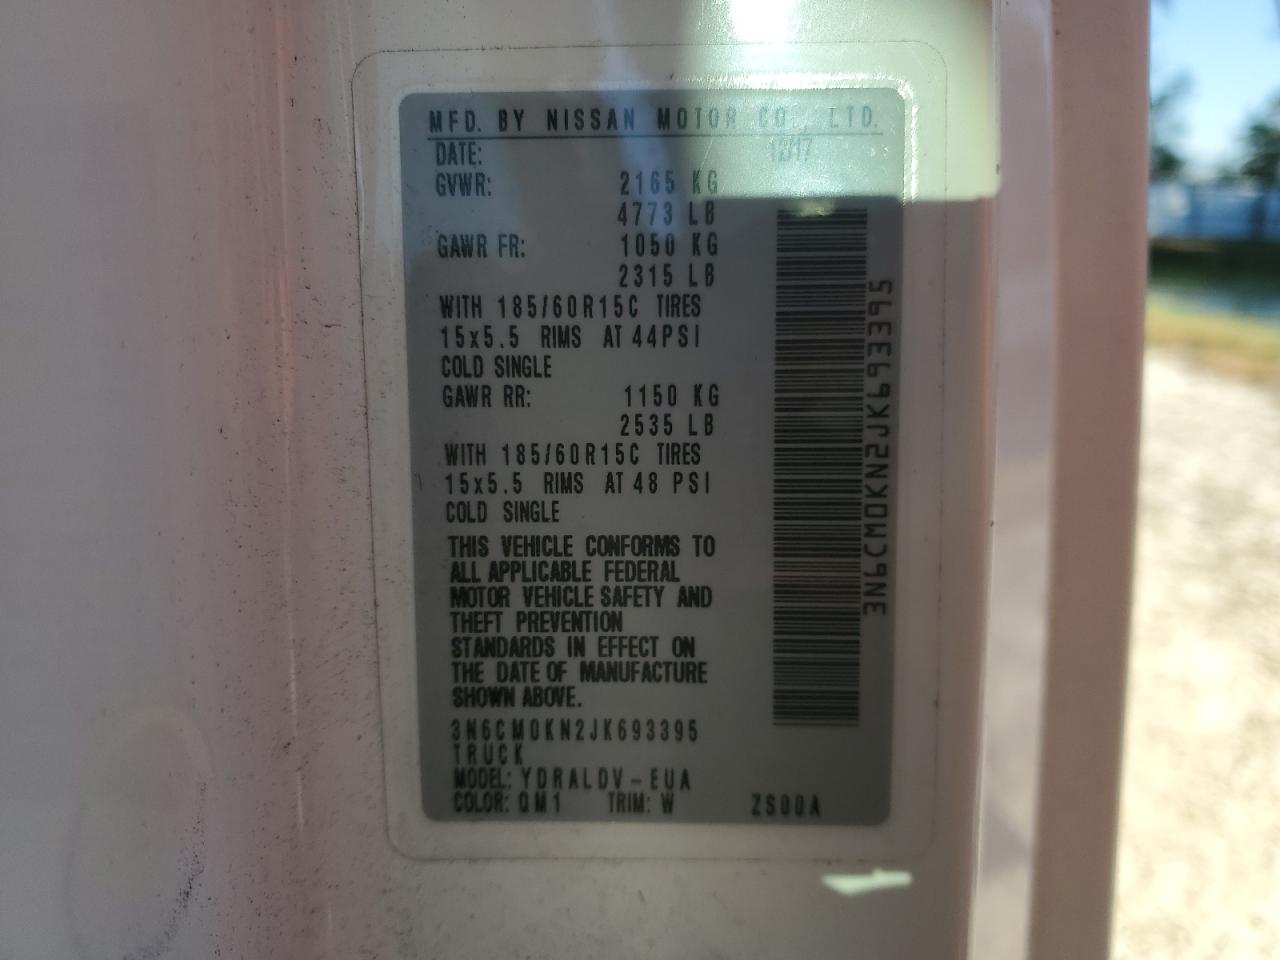 MFD. BY NISSAN MOTOR CO., LTD.
DATE: 12/17
GVWR: 2165 KG
4773 LB
GAWR FR: 1050 KG
2315 LB
WITH 185/60R15C TIRES
15x5.5 RIMS AT 44PSI
COLD SINGLE
GAWR RR: 1150 KG
2535 LB
WITH 185/60R15C TIRES
15x5.5 RIMS AT 48 PSI
COLD SINGLE
THIS VEHICLE CONFORMS TO
ALL APPLICABLE FEDERAL
MOTOR VEHICLE SAFETY AND
THEFT PREVENTION
STANDARDS IN EFFECT ON
THE DATE OF MANUFACTURE
SHOWN ABOVE.
3N6CM0KN2JK693395
TRUCK
MODEL: YDRALDV-EUA
COLOR: QM1 TRIM: W ZS00A
3N6CM0KN2JK693395